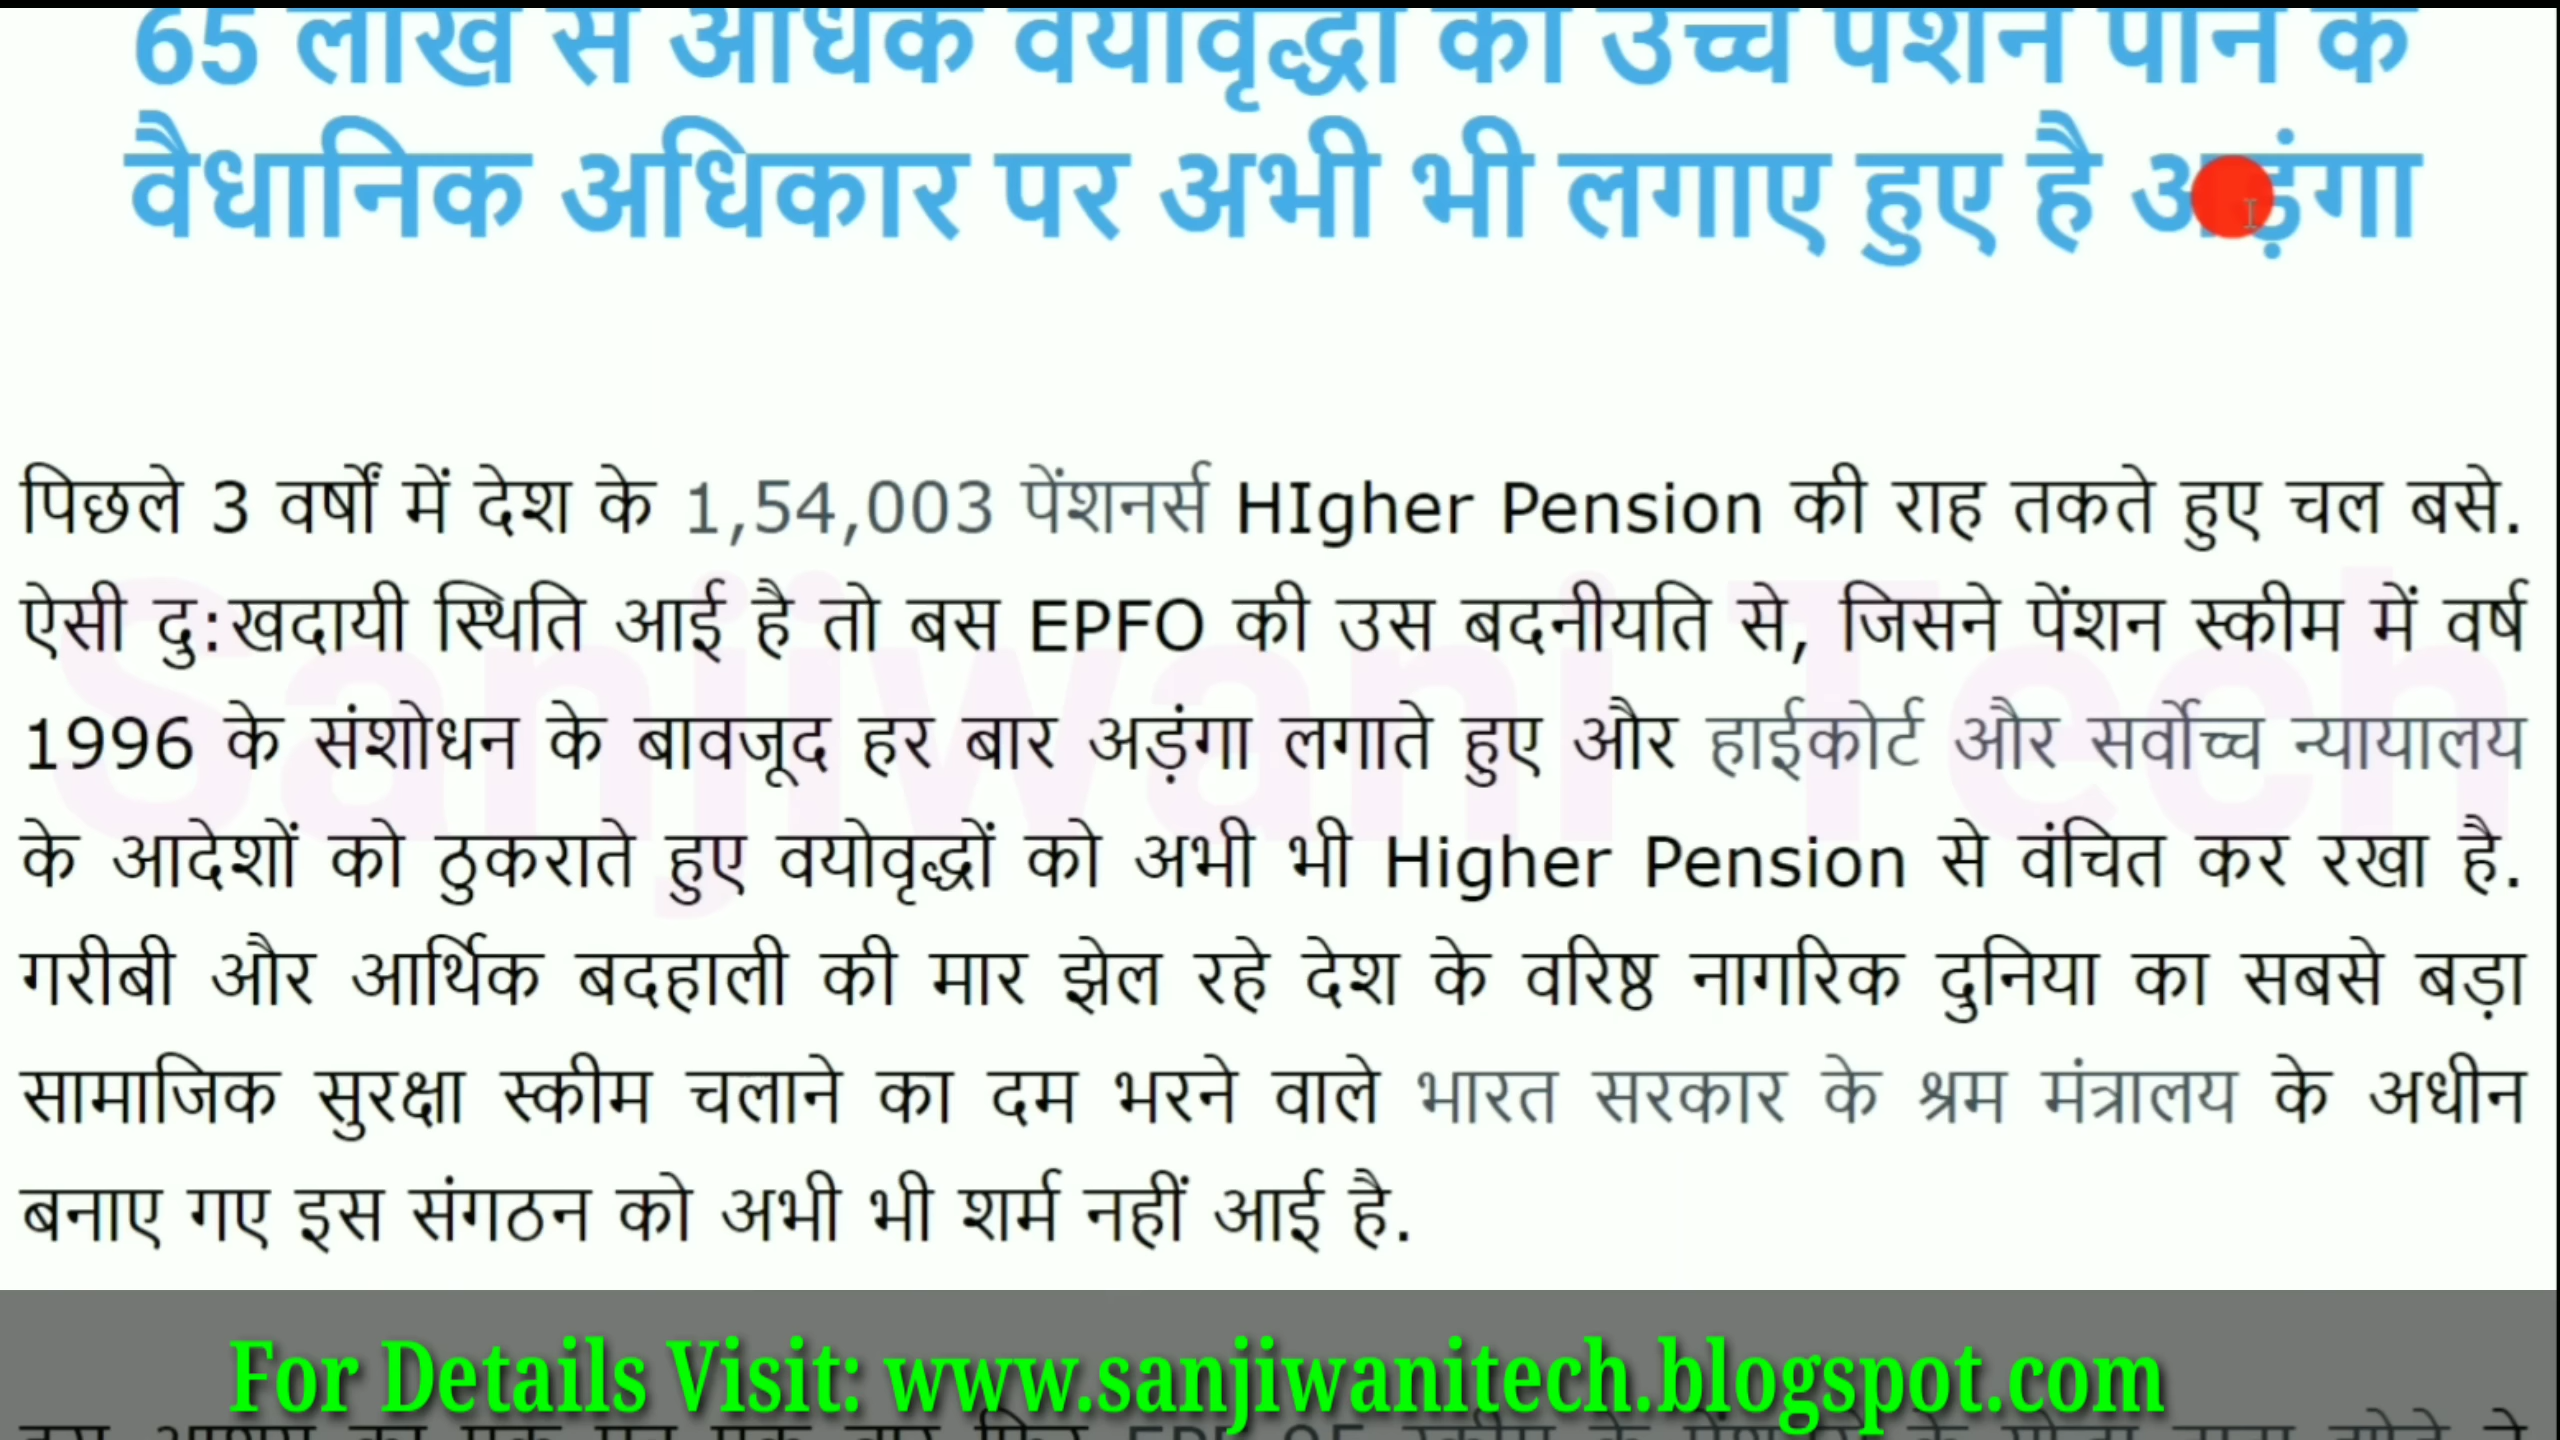 65 लाख से अधिक वयोवृद्धों को उच्च पेंशन पाने के
वैधानिक अधिकार पर अभी भी लगाए हुए है अड़ंगा
पिछले 3 वर्षों में देश के 1,54,003 पेंशनर्स HIgher Pension की राह तकते हुए चल बसे.
ऐसी दु:खदायी स्थिति आई है तो बस EPFO की उस बदनीयति से, जिसने पेंशन स्कीम में वर्ष
1996 के संशोधन के बावजूद हर बार अड़ंगा लगाते हुए और हाईकोर्ट और सर्वोच्च न्यायालय
के आदेशों को ठुकराते हुए वयोवृद्धों को अभी भी Higher Pension से वंचित कर रखा है.
गरीबी और आर्थिक बदहाली की मार झेल रहे देश के वरिष्ठ नागरिक दुनिया का सबसे बड़ा
सामाजिक सुरक्षा स्कीम चलाने का दम भरने वाले भारत सरकार के श्रम मंत्रालय के अधीन
बनाए गए इस संगठन को अभी भी शर्म नहीं आई है.
Sanjiwani Tech
For Details Visit: www.sanjiwanitech.blogspot.com